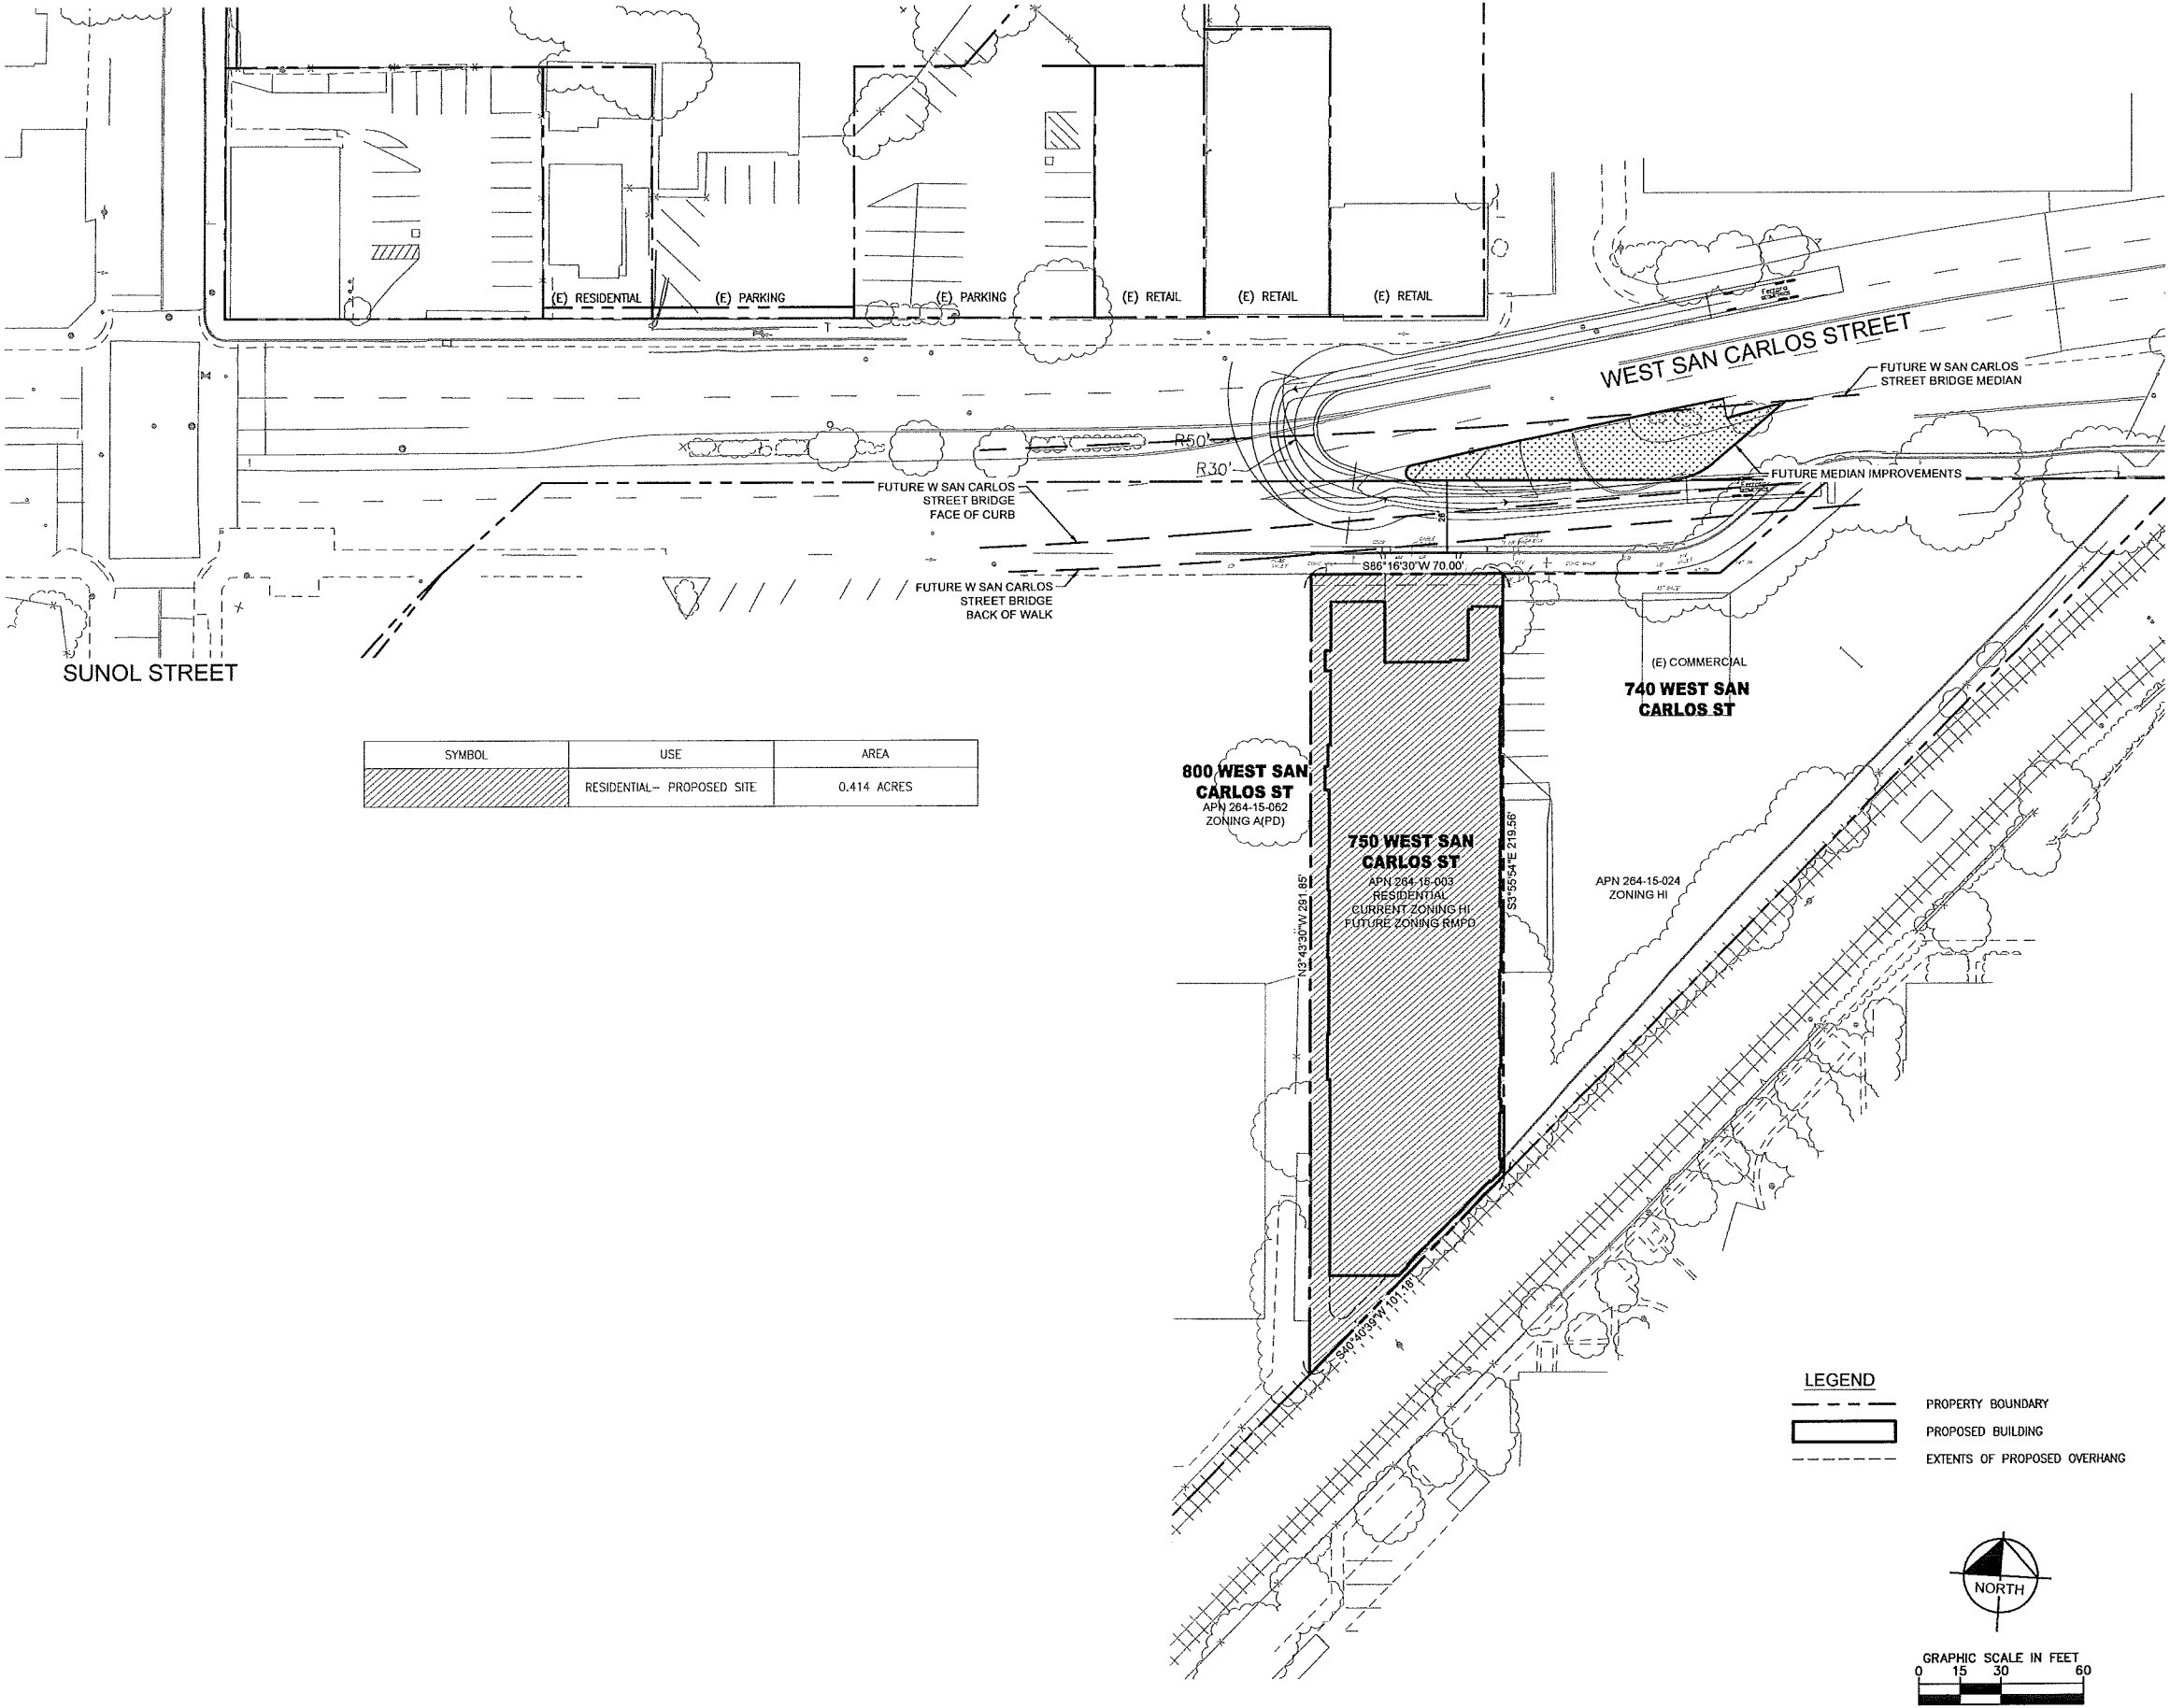 (E) RESIDENTIAL
(E) PARKING
(E) PARKING
(E) RETAIL
(E) RETAIL
(E) RETAIL
WEST SAN CARLOS STREET
FUTURE W SAN CARLOS
STREET BRIDGE MEDIAN
R50'
R30'
FUTURE MEDIAN IMPROVEMENTS
FUTURE W SAN CARLOS
STREET BRIDGE
FACE OF CURB
26'
S86°16'30"W 70.00'
FUTURE W SAN CARLOS
STREET BRIDGE
BACK OF WALK
SUNOL STREET
(E) COMMERCIAL
740 WEST SAN
CARLOS ST
SYMBOL USE AREA
RESIDENTIAL- PROPOSED SITE 0.414 ACRES
800 WEST SAN
CARLOS ST
APN 264-15-062
ZONING A(PD)
750 WEST SAN
CARLOS ST
APN 264-15-003
RESIDENTIAL
CURRENT ZONING HI
FUTURE ZONING RMPD
N3°43'30"W 291.85'
S3°55'54"E 219.56'
APN 264-15-024
ZONING HI
S40°40'39"W 101.18'
LEGEND
PROPERTY BOUNDARY
PROPOSED BUILDING
EXTENTS OF PROPOSED OVERHANG
NORTH
GRAPHIC SCALE IN FEET
0 15 30 60